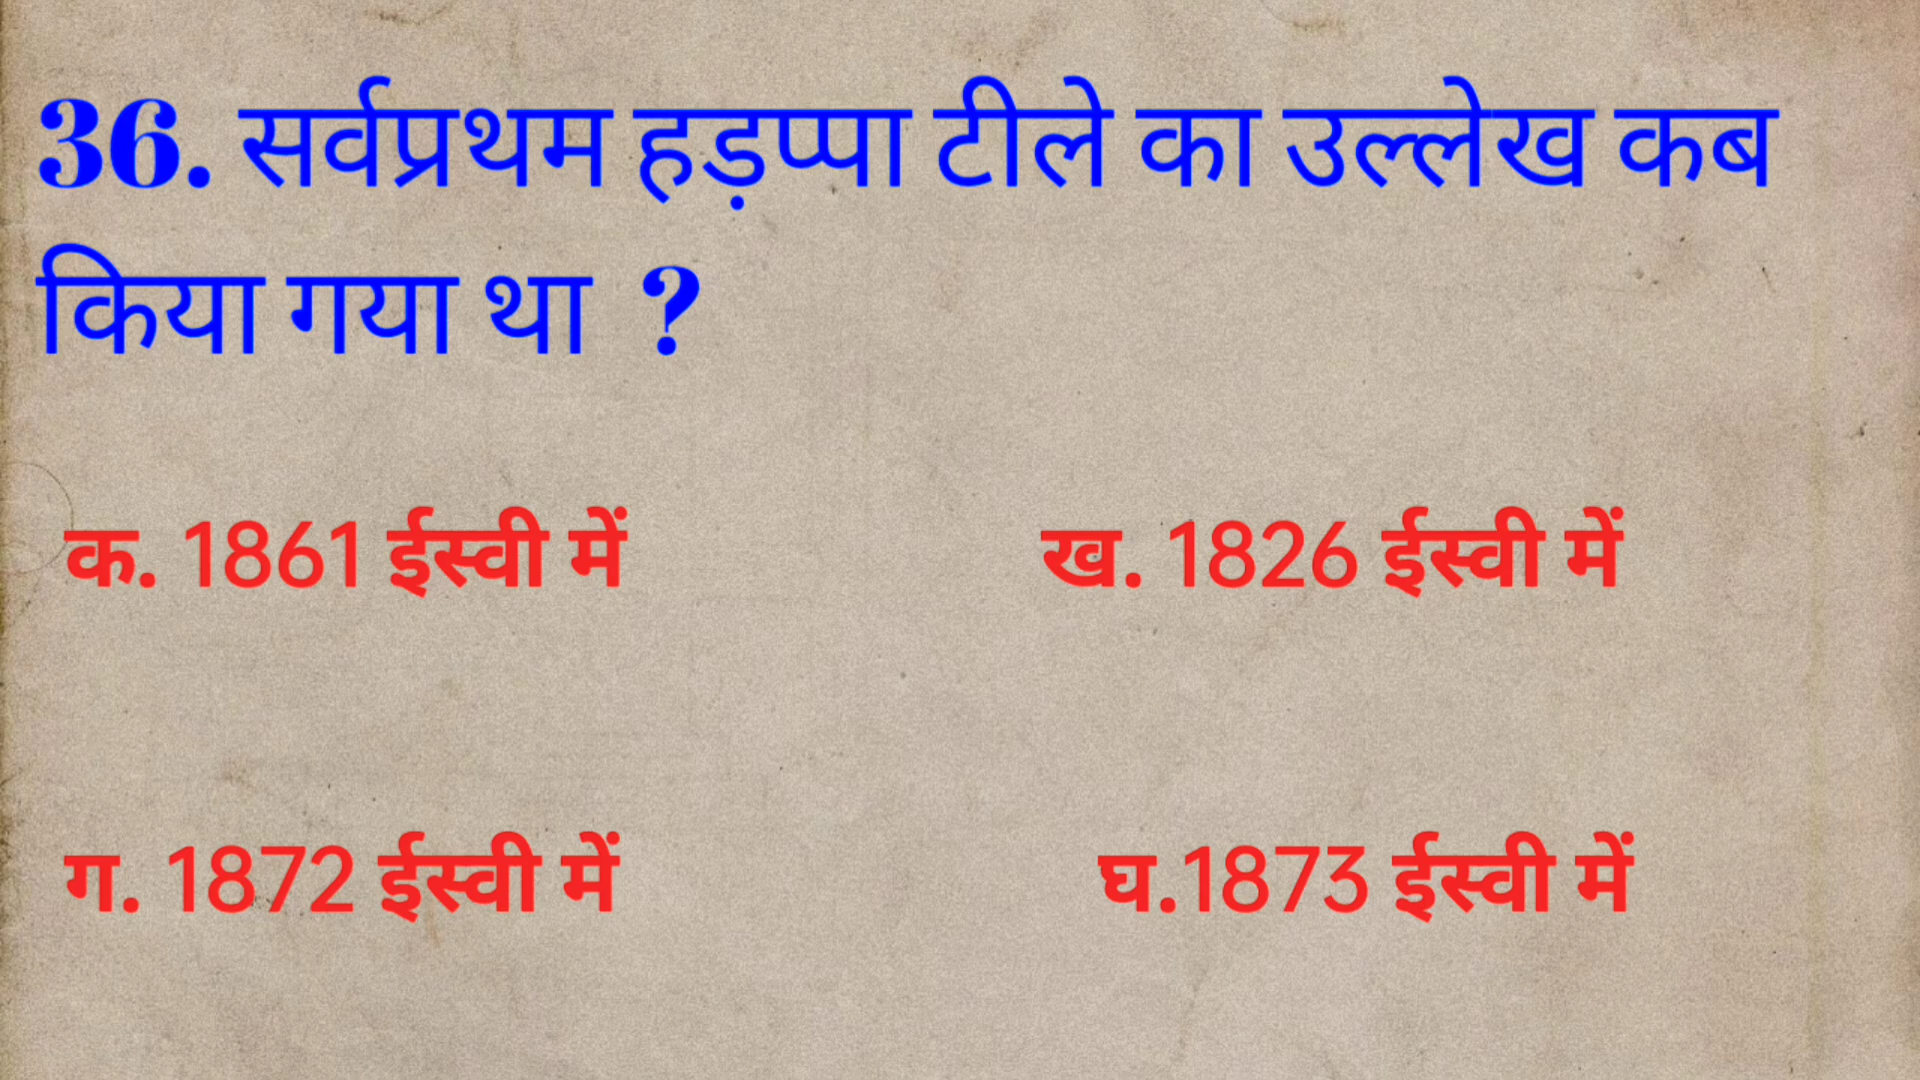 36. सर्वप्रथम हड़प्पा टीले का उल्लेख कब
किया गया था ?
क. 1861 ईस्वी में ख. 1826 ईस्वी में
ग. 1872 ईस्वी में घ.1873 ईस्वी में